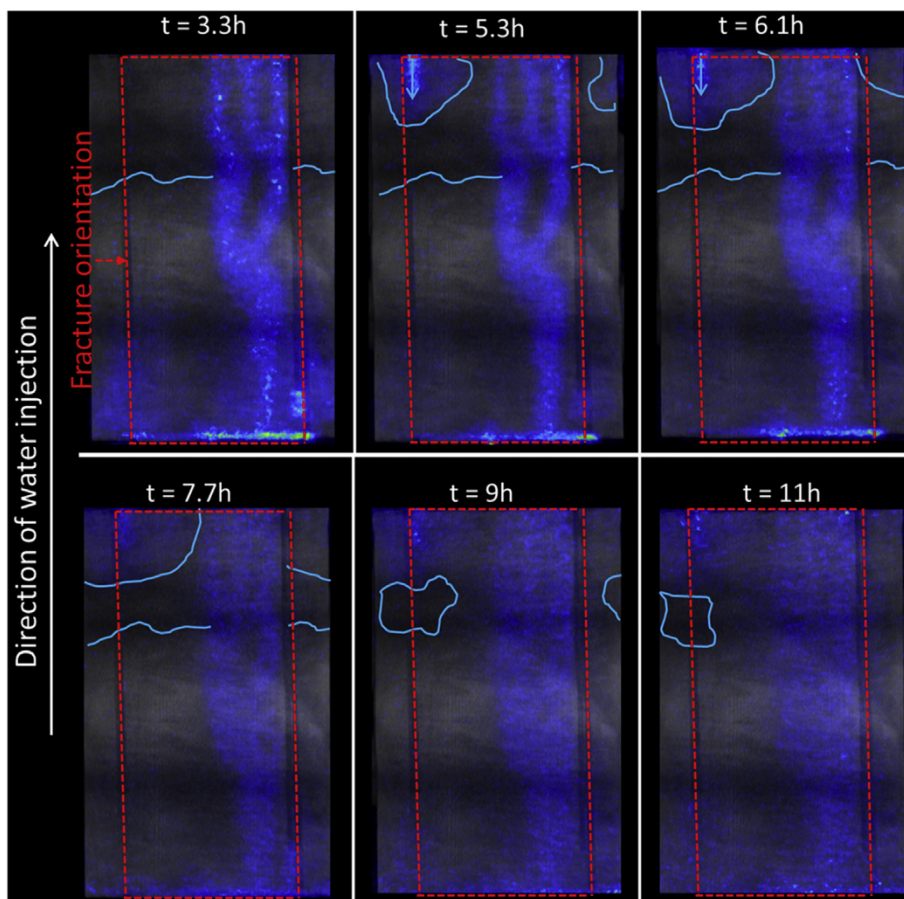 t = 3.3h
t = 5.3h
t = 6.1h
Fracture orientation
Direction of water injection
t = 7.7h
t = 9h
t = 11h